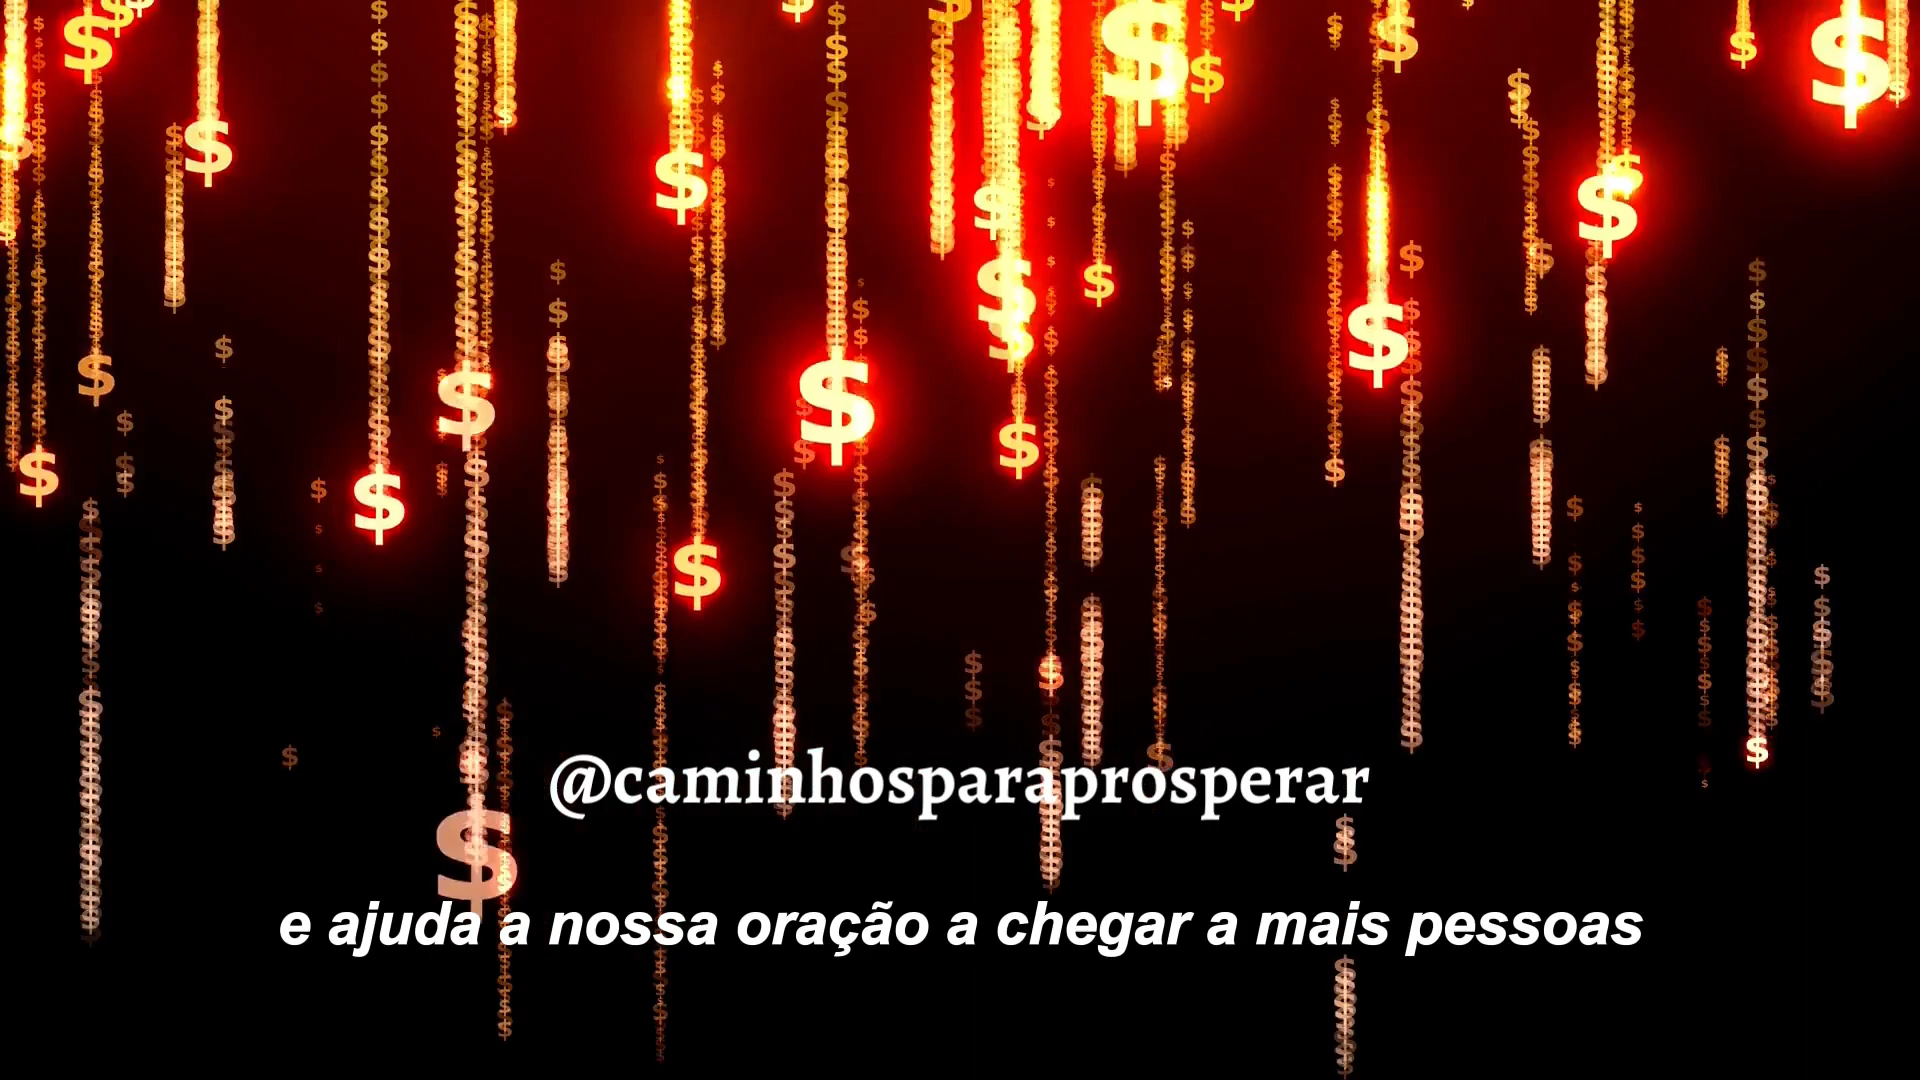 @caminhosparaprosperar
e ajuda a nossa oração a chegar a mais pessoas